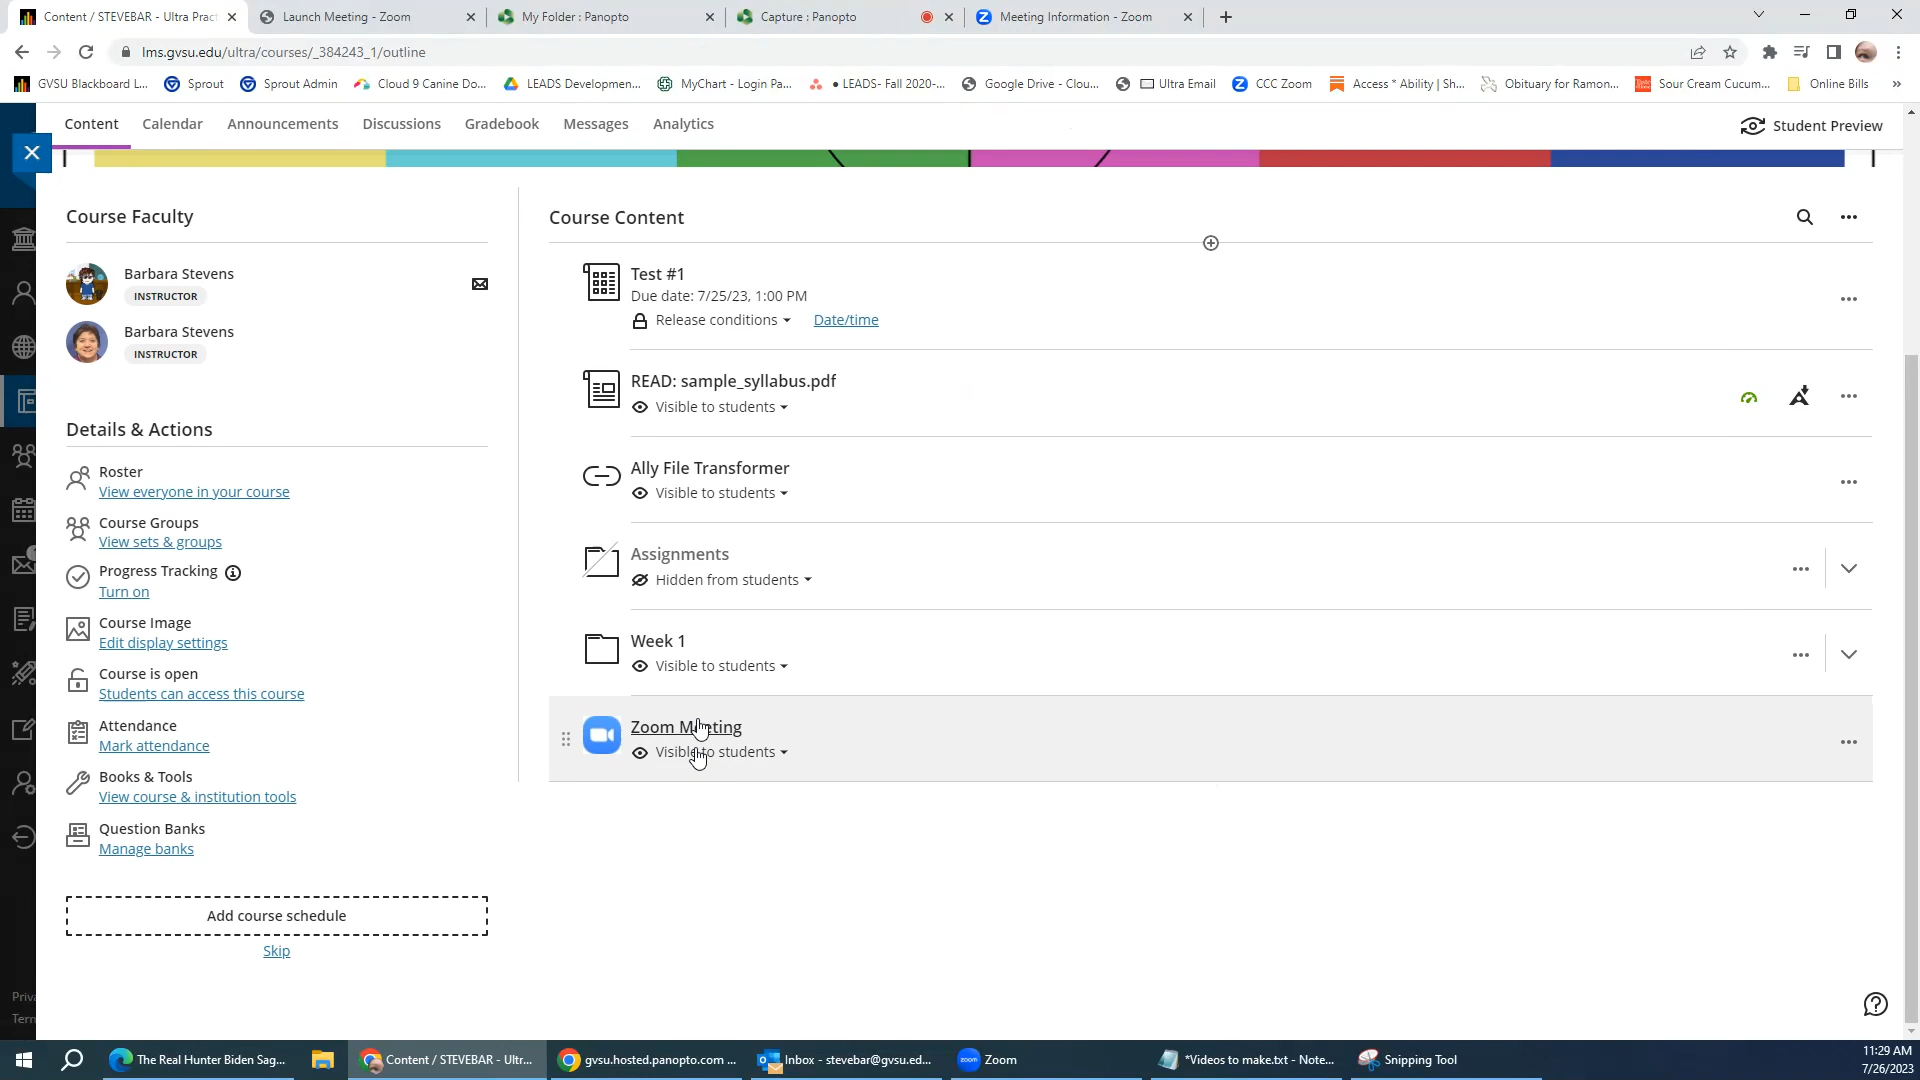 Content / STEVEBAR - Ultra Pract
Launch Meeting - Zoom
My Folder : Panopto
Capture : Panopto
Meeting Information - Zoom
lms.gvsu.edu/ultra/courses/_384243_1/outline
GVSU Blackboard L...
Sprout
Sprout Admin
Cloud 9 Canine Do...
LEADS Developmen...
MyChart - Login Pa...
● LEADS- Fall 2020-...
Google Drive - Clou...
Ultra Email
CCC Zoom
Access * Ability | Sh...
Obituary for Ramon...
Sour Cream Cucum...
Online Bills
»
Content
Calendar
Announcements
Discussions
Gradebook
Messages
Analytics
Student Preview
Course Faculty
Barbara Stevens
INSTRUCTOR
Barbara Stevens
INSTRUCTOR
Details & Actions
Roster
View everyone in your course
Course Groups
View sets & groups
Progress Tracking
Turn on
Course Image
Edit display settings
Course is open
Students can access this course
Attendance
Mark attendance
Books & Tools
View course & institution tools
Question Banks
Manage banks
Add course schedule
Skip
Course Content
Test #1
Due date: 7/25/23, 1:00 PM
Release conditions
Date/time
READ: sample_syllabus.pdf
Visible to students
Ally File Transformer
Visible to students
Assignments
Hidden from students
Week 1
Visible to students
Zoom Meeting
Visible to students
Priva
Term
The Real Hunter Biden Sag...
Content / STEVEBAR - Ultr...
gvsu.hosted.panopto.com ...
Inbox - stevebar@gvsu.ed...
zoom
Zoom
*Videos to make.txt - Note...
Snipping Tool
11:29 AM
7/26/2023